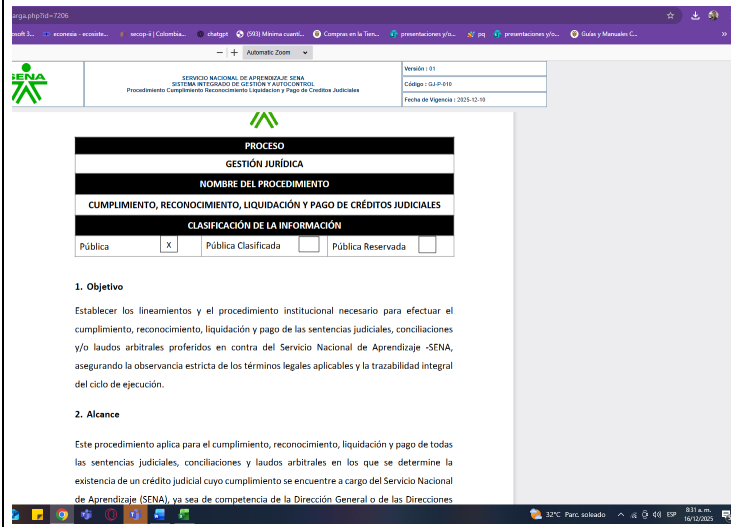 arga.php?id=7206
osoft 3...
econesia - ecosiste...
secop-ii | Colombia...
chatgpt
(593) Mínima cuantí...
Compras en la Tien...
presentaciones y/o...
pq
presentaciones y/o...
Guías y Manuales C...
»
− | + Automatic Zoom
SENA
SERVICIO NACIONAL DE APRENDIZAJE SENA
SISTEMA INTEGRADO DE GESTIÓN Y AUTOCONTROL
Procedimiento Cumplimiento Reconocimiento Liquidacion y Pago de Creditos Judiciales
Versión : 01
Código : GJ-P-010
Fecha de Vigencia : 2025-12-10
PROCESO
GESTIÓN JURÍDICA
NOMBRE DEL PROCEDIMIENTO
CUMPLIMIENTO, RECONOCIMIENTO, LIQUIDACIÓN Y PAGO DE CRÉDITOS JUDICIALES
CLASIFICACIÓN DE LA INFORMACIÓN
Pública X Pública Clasificada Pública Reservada
1. Objetivo
Establecer los lineamientos y el procedimiento institucional necesario para efectuar el
cumplimiento, reconocimiento, liquidación y pago de las sentencias judiciales, conciliaciones
y/o laudos arbitrales proferidos en contra del Servicio Nacional de Aprendizaje -SENA,
asegurando la observancia estricta de los términos legales aplicables y la trazabilidad integral
del ciclo de ejecución.
2. Alcance
Este procedimiento aplica para el cumplimiento, reconocimiento, liquidación y pago de todas
las sentencias judiciales, conciliaciones y laudos arbitrales en los que se determine la
existencia de un crédito judicial cuyo cumplimiento se encuentre a cargo del Servicio Nacional
de Aprendizaje (SENA), ya sea de competencia de la Dirección General o de las Direcciones
32°C Parc. soleado
ESP
8:31 a. m.
16/12/2025